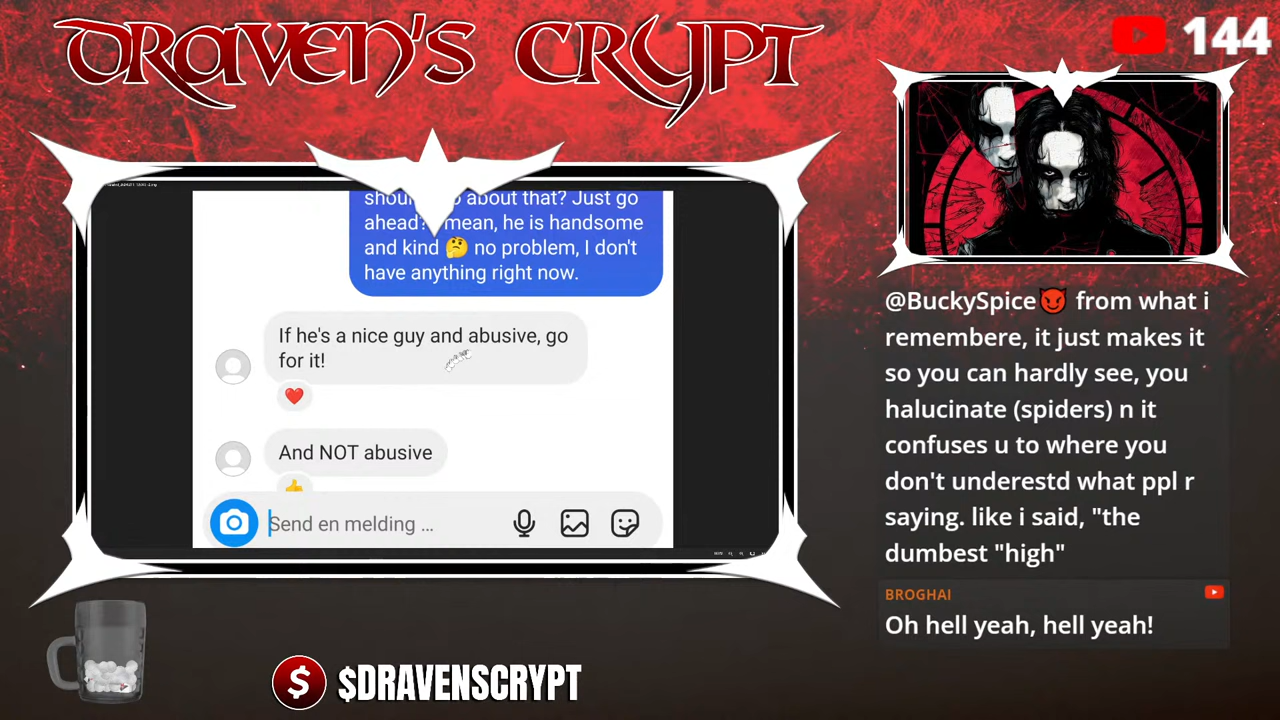 DRAVEN'S CRYPT
144
about that? Just go
ahead? mean, he is handsome
and kind 🤔 no problem, I don't
have anything right now.
If he's a nice guy and abusive, go
for it!
❤️
And NOT abusive
👍
Send en melding ...
@BuckySpice😈 from what i
remembere, it just makes it
so you can hardly see, you
halucinate (spiders) n it
confuses u to where you
don't underestd what ppl r
saying. like i said, "the
dumbest "high"
BROGHAI
Oh hell yeah, hell yeah!
$
$DRAVENSCRYPT